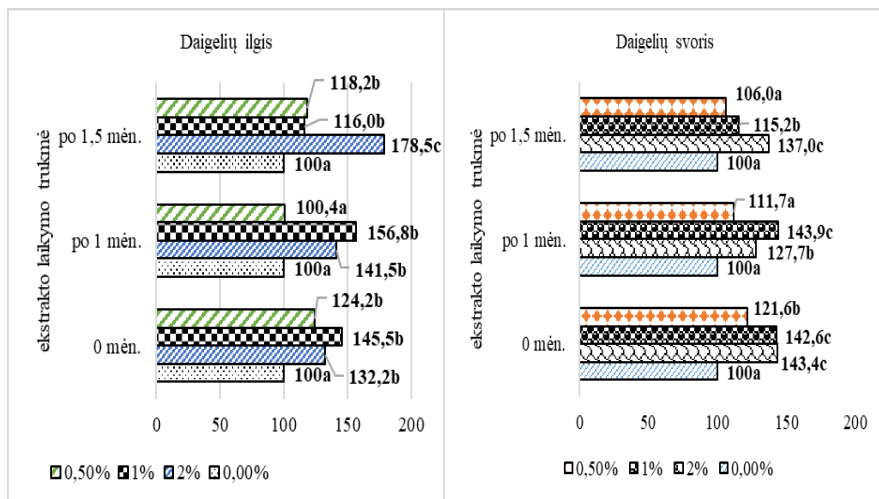 Daigelių ilgis
ekstrakto laikymo trukmė
po 1,5 mėn.
118,2b
116,0b
178,5c
100a
po 1 mėn.
100,4a
156,8b
141,5b
100a
0 mėn.
124,2b
145,5b
132,2b
100a
0 50 100 150 200
0,50% 1% 2% 0,00%
Daigelių svoris
ekstrakto laikymo trukmė
po 1,5 mėn.
106,0a
115,2b
137,0c
100a
po 1 mėn.
111,7a
143,9c
127,7b
100a
0 mėn.
121,6b
142,6c
143,4c
100a
0 50 100 150 200
0,50% 1% 2% 0,00%